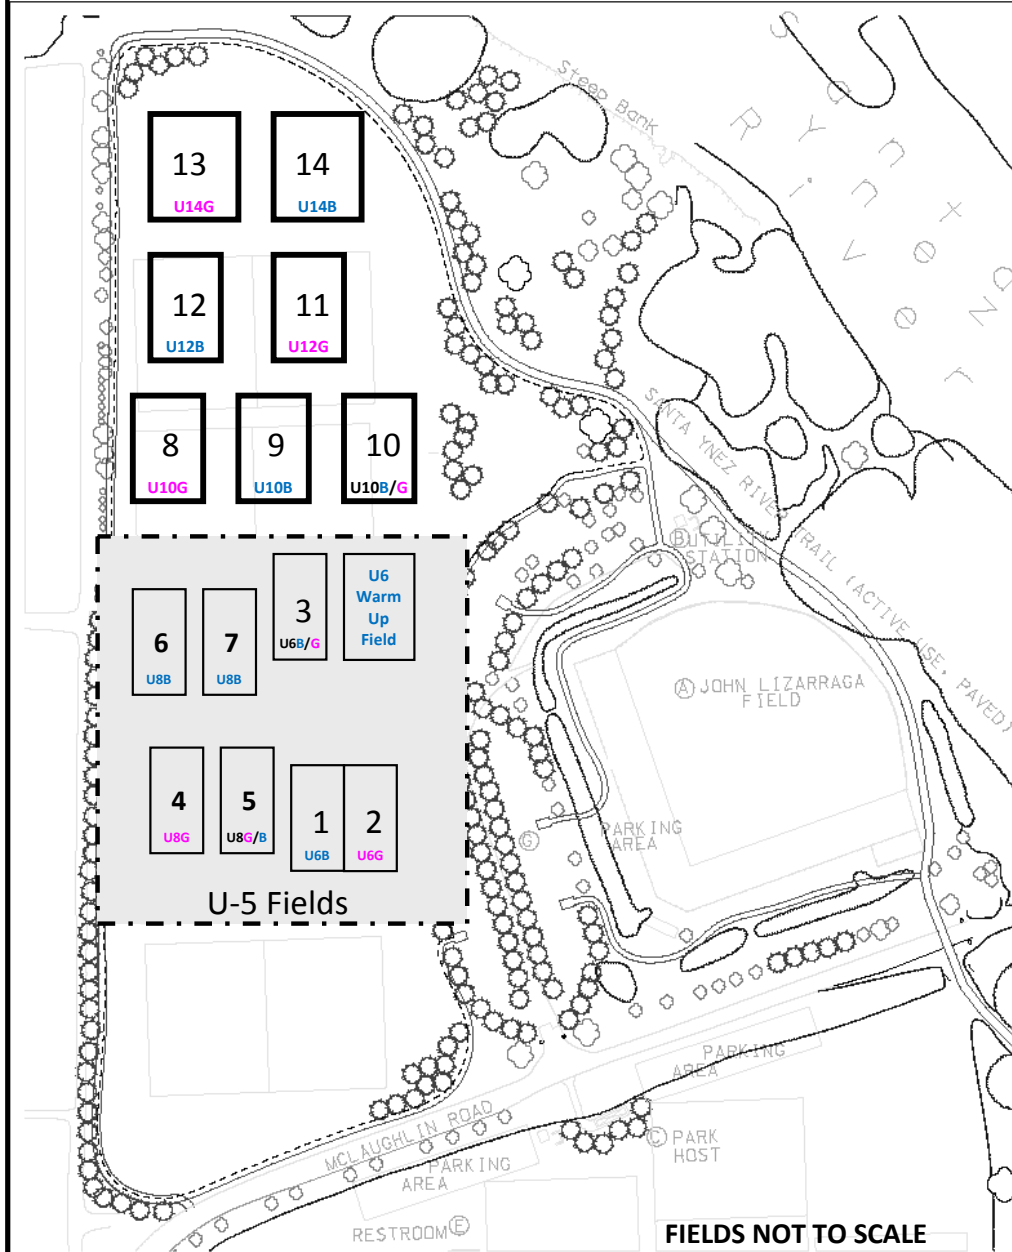 Steep Bank
Santa Ynez
River
13
U14G
14
U14B
12
U12B
11
U12G
8
U10G
9
U10B
10
U10B/G
SANTA YNEZ RIVER TRAIL (ACTIVE USE, PAVED)
B UTILITY
STATION
6
U8B
7
U8B
3
U6B/G
U6
Warm
Up
Field
A JOHN LIZARRAGA
FIELD
4
U8G
5
U8G/B
1
U6B
2
U6G
G
PARKING
AREA
U-5 Fields
PARKING
AREA
MCLAUGHLIN ROAD
C PARK
HOST
PARKING
AREA
RESTROOM E
FIELDS NOT TO SCALE